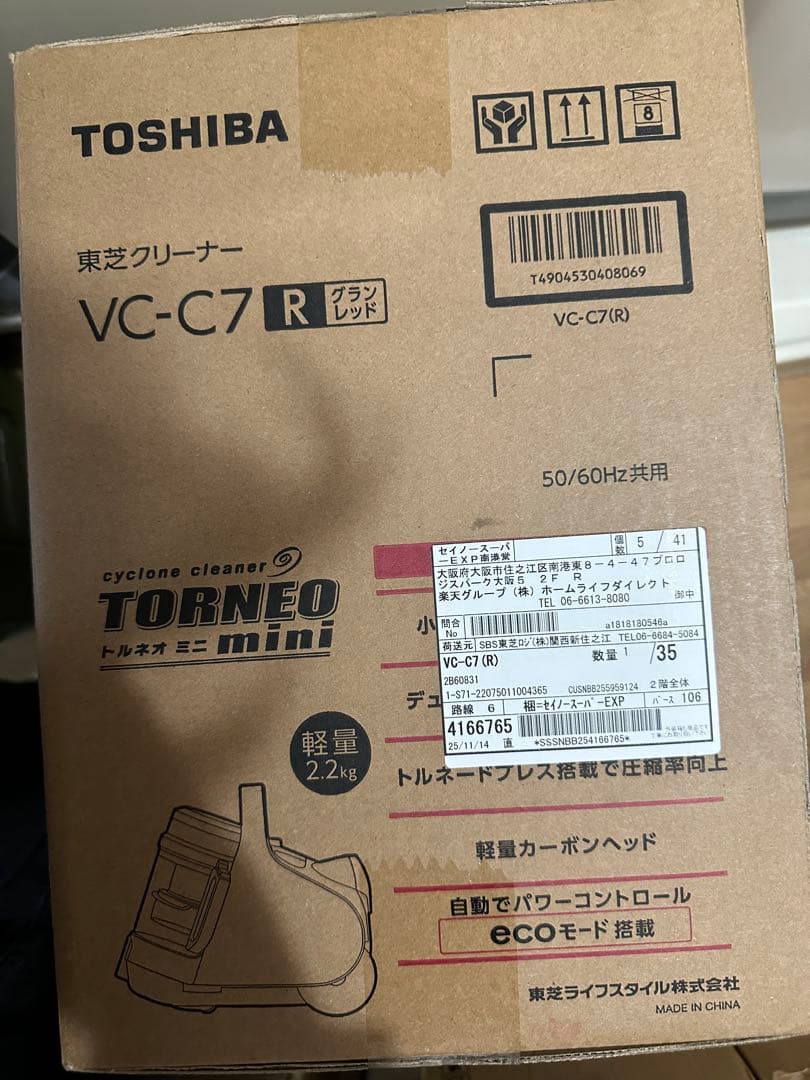 TOSHIBA
8
東芝クリーナー
VC-C7 R グランレッド
T4904530408069
VC-C7(R)
50/60Hz共用
cyclone cleaner
TORNEO
トルネオ ミニ mini
軽量
2.2kg
セイノースーパ
ーEXP南港営
個数 5 / 41
大阪府大阪市住之江区南港東8-4-47プロロ
ジスパーク大阪5 2F R
楽天グループ(株)ホームライフダイレクト
御中
TEL 06-6613-8080
問合No
a1818180546a
荷送元 SBS東芝ロジ(株)関西新住之江 TEL06-6684-5084
VC-C7(R) 数量 1 /35
2B60831
1-S71-22075011004365 CUSNBB255959124 2階全体
路線 6 梱=セイノースーパーEXP バース 106
4166765
25/11/14 直 *SSSNBB254166765*
小
デュ
トルネードプレス搭載で圧縮率向上
軽量カーボンヘッド
自動でパワーコントロール
ecoモード搭載
東芝ライフスタイル株式会社
MADE IN CHINA